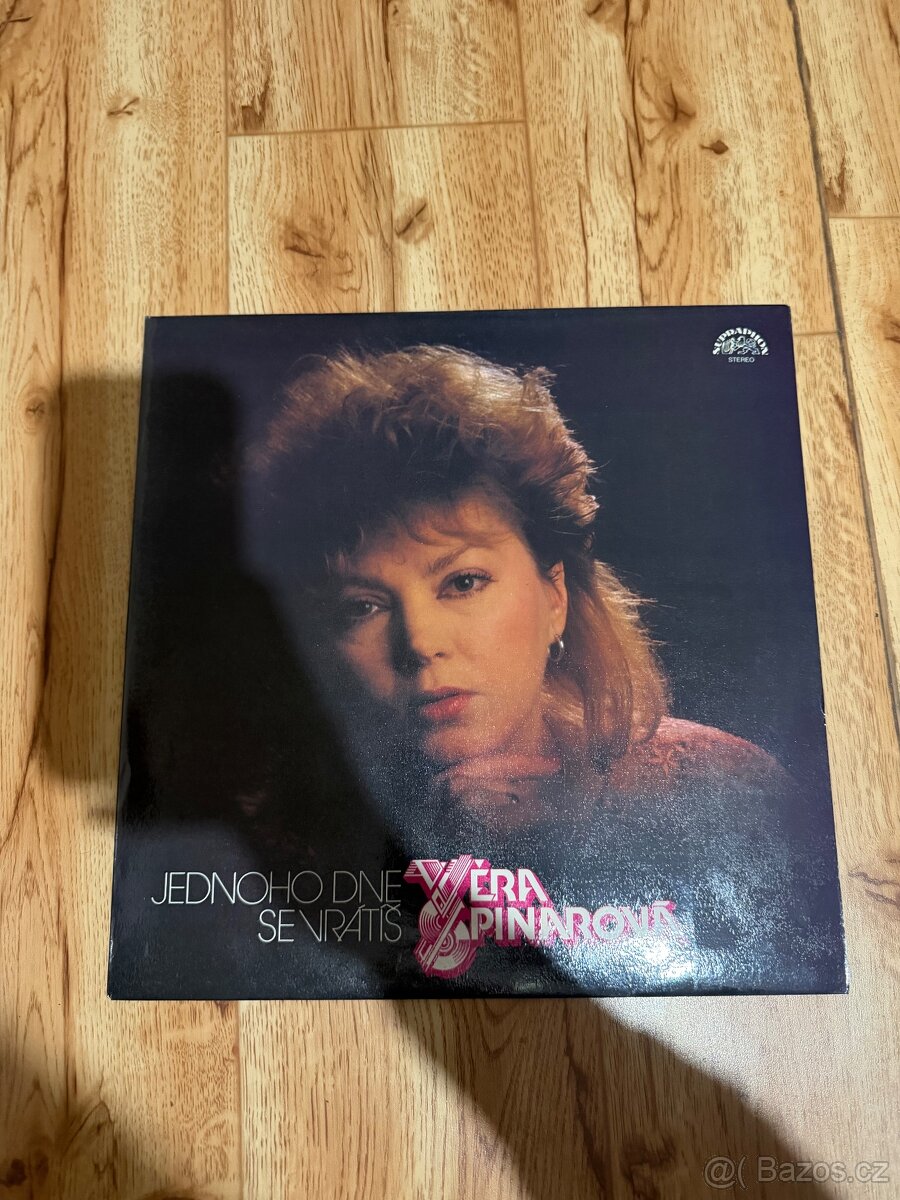 SUPRAPHON
STEREO
JEDNOHO DNE
SE VRÁTÍŠ
VĚRA
ŠPINAROVÁ
@( Bazos.cz